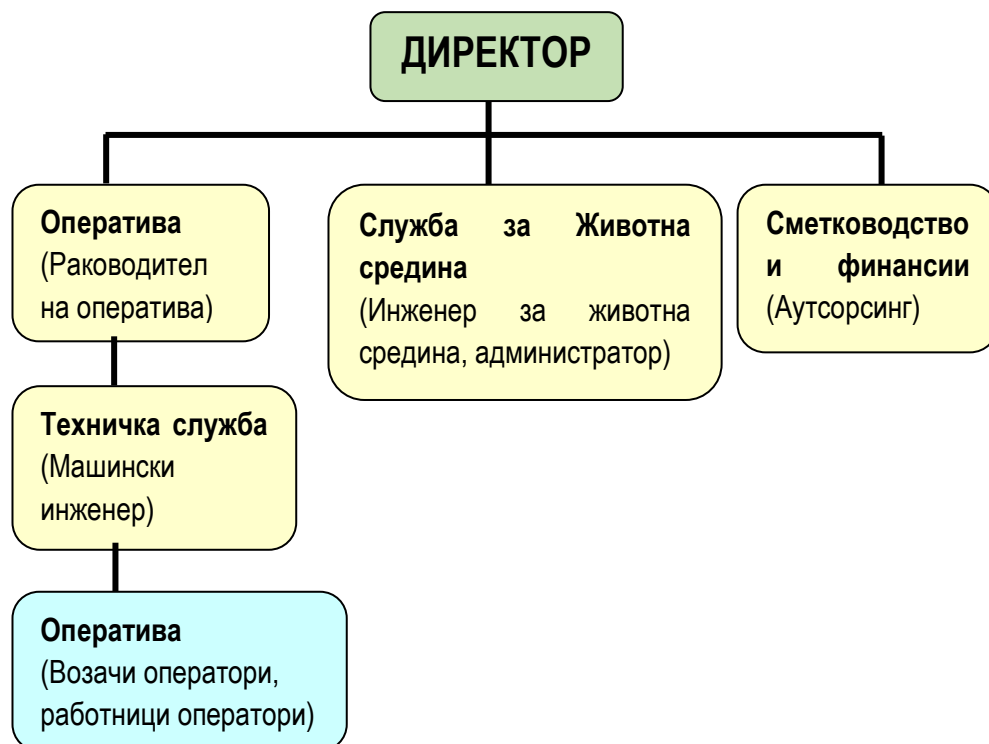 ДИРЕКТОР
Оператива
(Раководител
на оператива)
Служба за Животна
средина
(Инженер за животна
средина, администратор)
Сметководство
и финансии
(Аутсорсинг)
Техничка служба
(Машински
инженер)
Оператива
(Возачи оператори,
работници оператори)